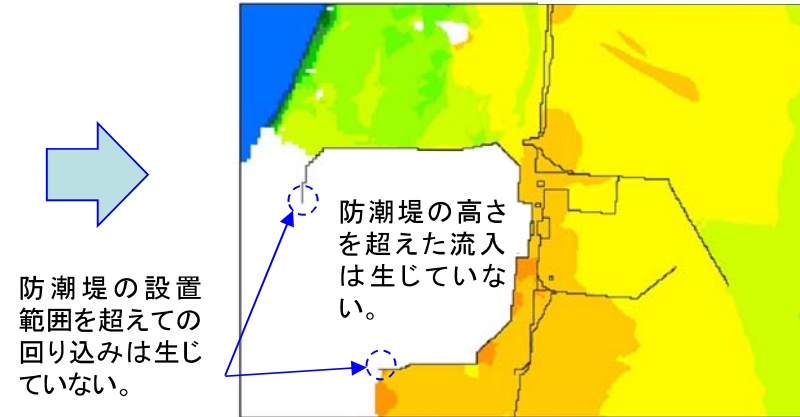 防潮堤の高さ
を超えた流入
は生じていな
い。
防潮堤の設置
範囲を超えての
回り込みは生じ
ていない。